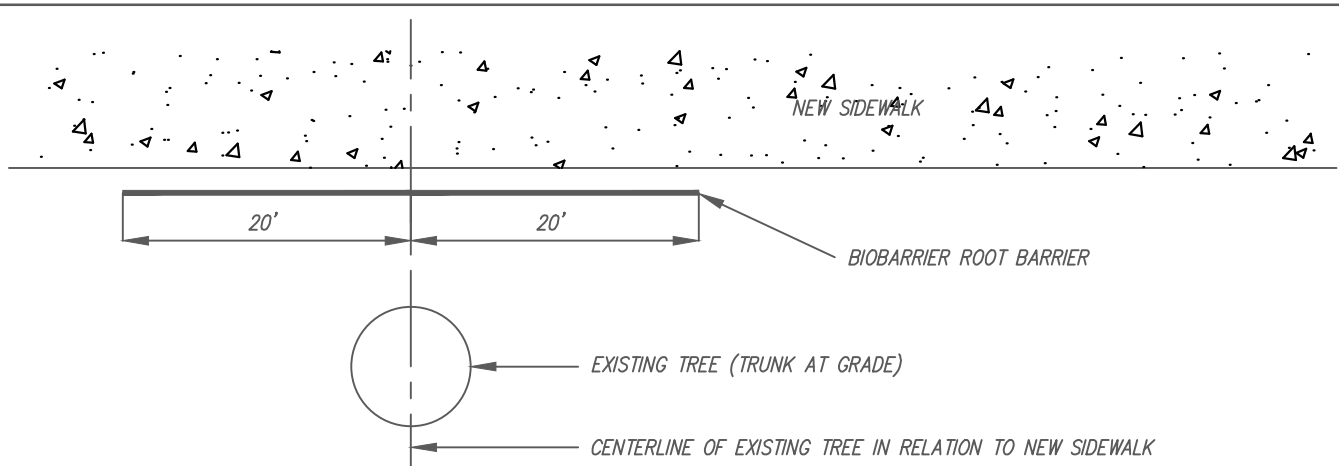 NEW SIDEWALK
20' 20'
BIOBARRIER ROOT BARRIER
EXISTING TREE (TRUNK AT GRADE)
CENTERLINE OF EXISTING TREE IN RELATION TO NEW SIDEWALK